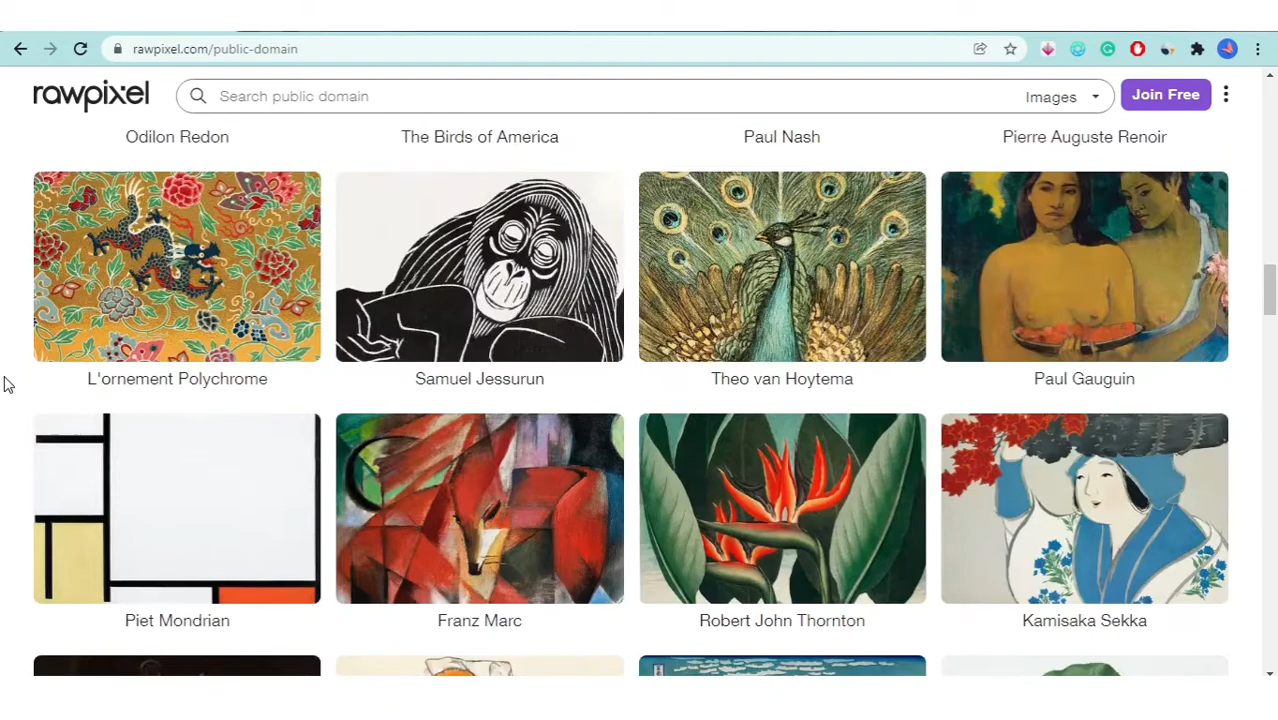 rawpixel.com/public-domain
rawpixel
Search public domain
Images
Join Free
Odilon Redon
The Birds of America
Paul Nash
Pierre Auguste Renoir
L'ornement Polychrome
Samuel Jessurun
Theo van Hoytema
Paul Gauguin
Piet Mondrian
Franz Marc
Robert John Thornton
Kamisaka Sekka